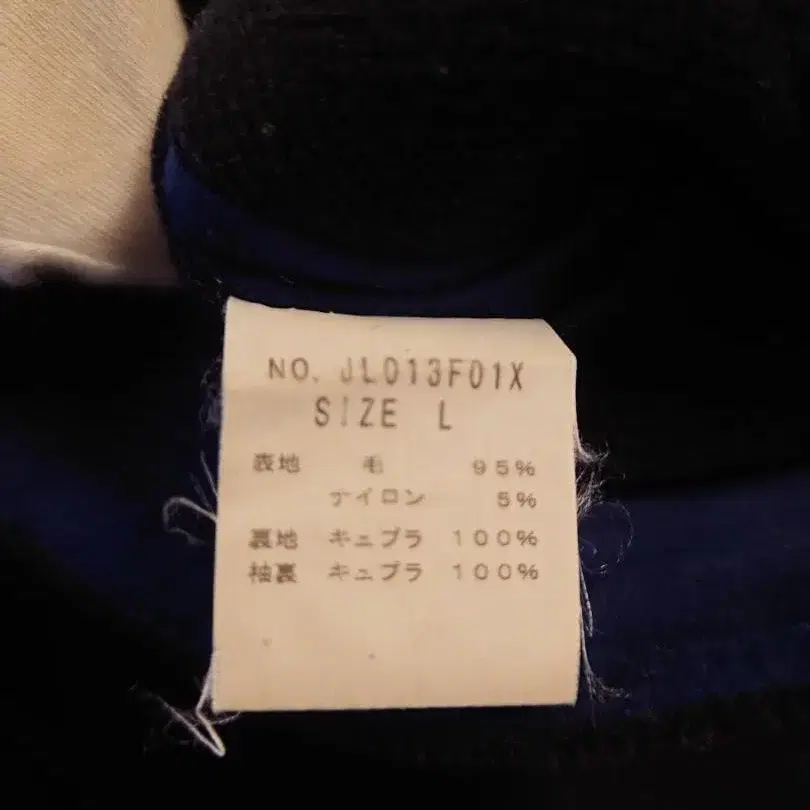 NO. JL013F01X
SIZE L
表地 毛 95%
ナイロン 5%
裏地 キュプラ 100%
袖裏 キュプラ 100%